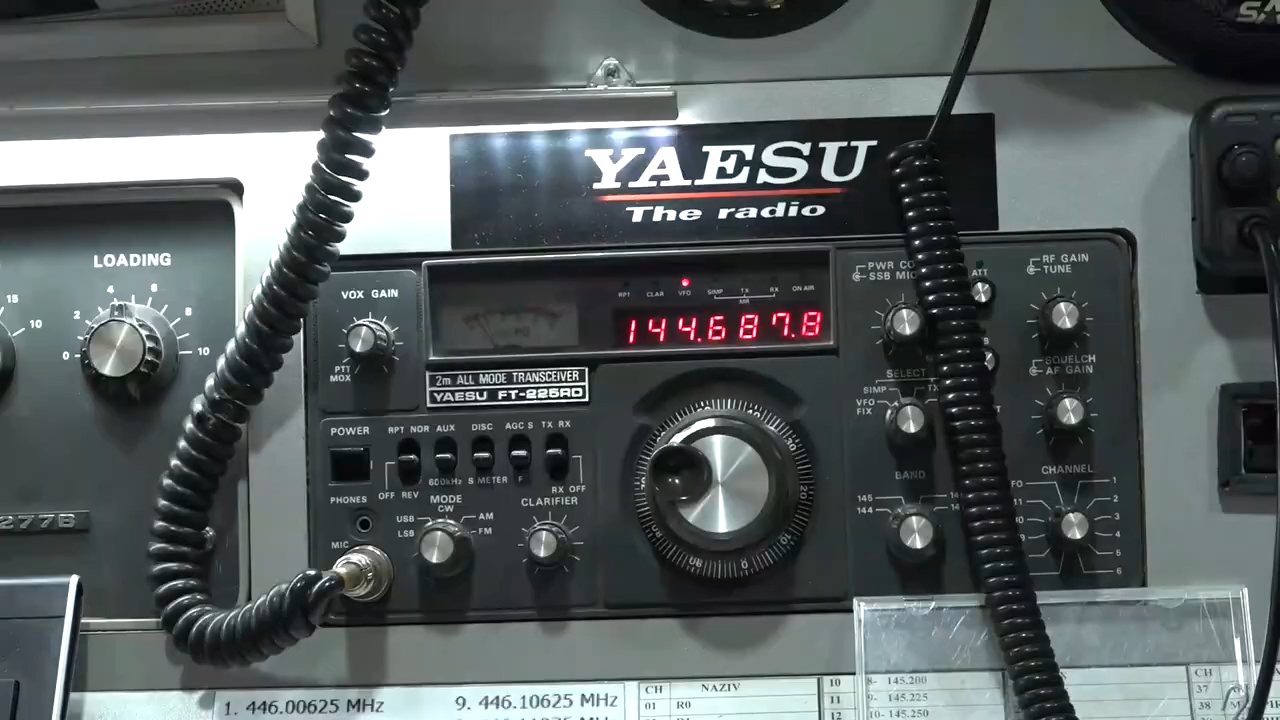 YAESU
The radio
LOADING
0 2 4 6 8 10
15
10
277B
VOX GAIN
PTT
MOX
RPT CLAR VFO SIMP TX RX ON AIR
MR
144.687.8
2m ALL MODE TRANSCEIVER
YAESU FT-225RD
POWER
RPT NOR AUX DISC AGC S TX RX
OFF REV 600kHz S METER F RX OFF
PHONES
MIC
MODE
CW
USB AM
LSB FM
CLARIFIER
PWR
SSB MIC
ATT
RF GAIN
TUNE
SQUELCH
AF GAIN
SELECT
SIMP TX
VFO
FIX
BAND
145
144
CHANNEL
1
2
3
4
5
6
30
20
10
0
1. 446.00625 MHz 9. 446.10625 MHz
CH NAZIV
01 R0
10
11
12
8- 145.200
9- 145.225
10- 145.250
CH
37
38